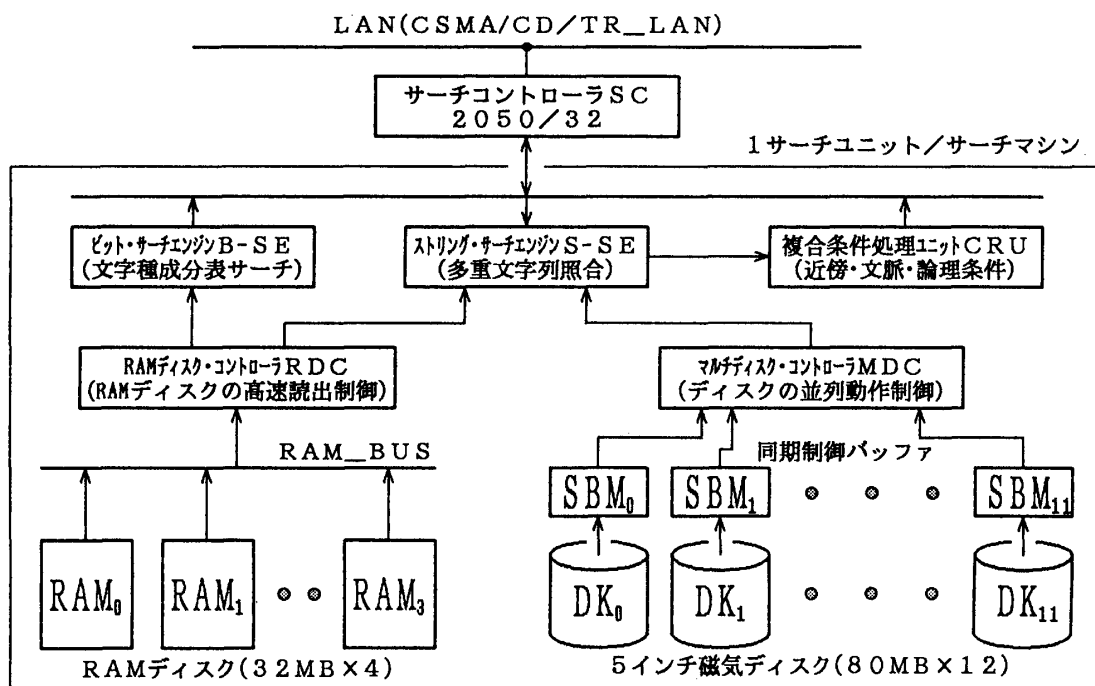 LAN(CSMA/CD/TR_LAN)
サーチコントローラSC
2050/32
1サーチユニット/サーチマシン
ビット・サーチエンジンB-SE
(文字種成分表サーチ)
ストリング・サーチエンジンS-SE
(多重文字列照合)
複合条件処理ユニットCRU
(近傍・文脈・論理条件)
RAMディスク・コントローラRDC
(RAMディスクの高速読出制御)
マルチディスク・コントローラMDC
(ディスクの並列動作制御)
RAM_BUS
同期制御バッファ
SBM0 SBM1 SBM11
RAM0 RAM1 RAM3
DK0 DK1 DK11
RAMディスク(32MB×4)
5インチ磁気ディスク(80MB×12)